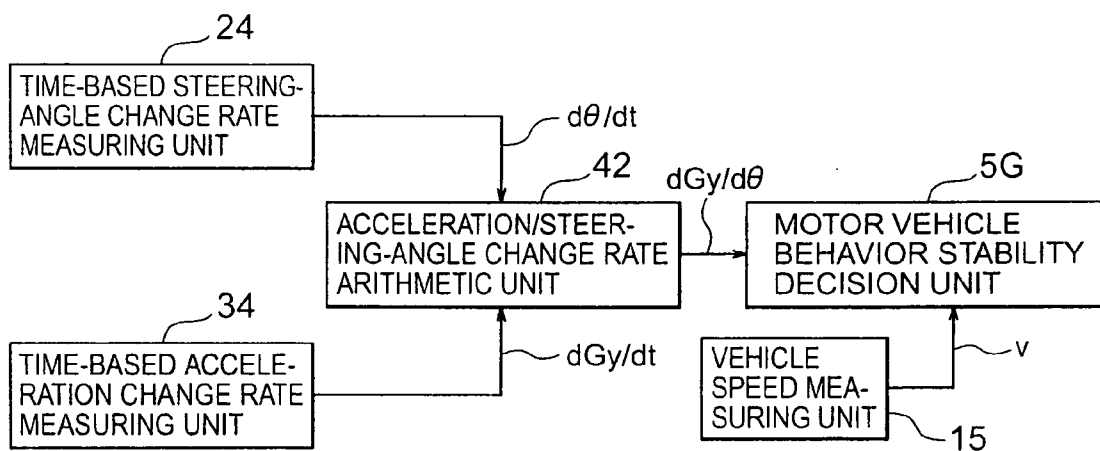 24
TIME-BASED STEERING-
ANGLE CHANGE RATE
MEASURING UNIT
dθ/dt
42
ACCELERATION/STEER-
ING-ANGLE CHANGE RATE
ARITHMETIC UNIT
dGy/dθ
5G
MOTOR VEHICLE
BEHAVIOR STABILITY
DECISION UNIT
34
TIME-BASED ACCELE-
RATION CHANGE RATE
MEASURING UNIT
dGy/dt
VEHICLE
SPEED MEA-
SURING UNIT
v
15